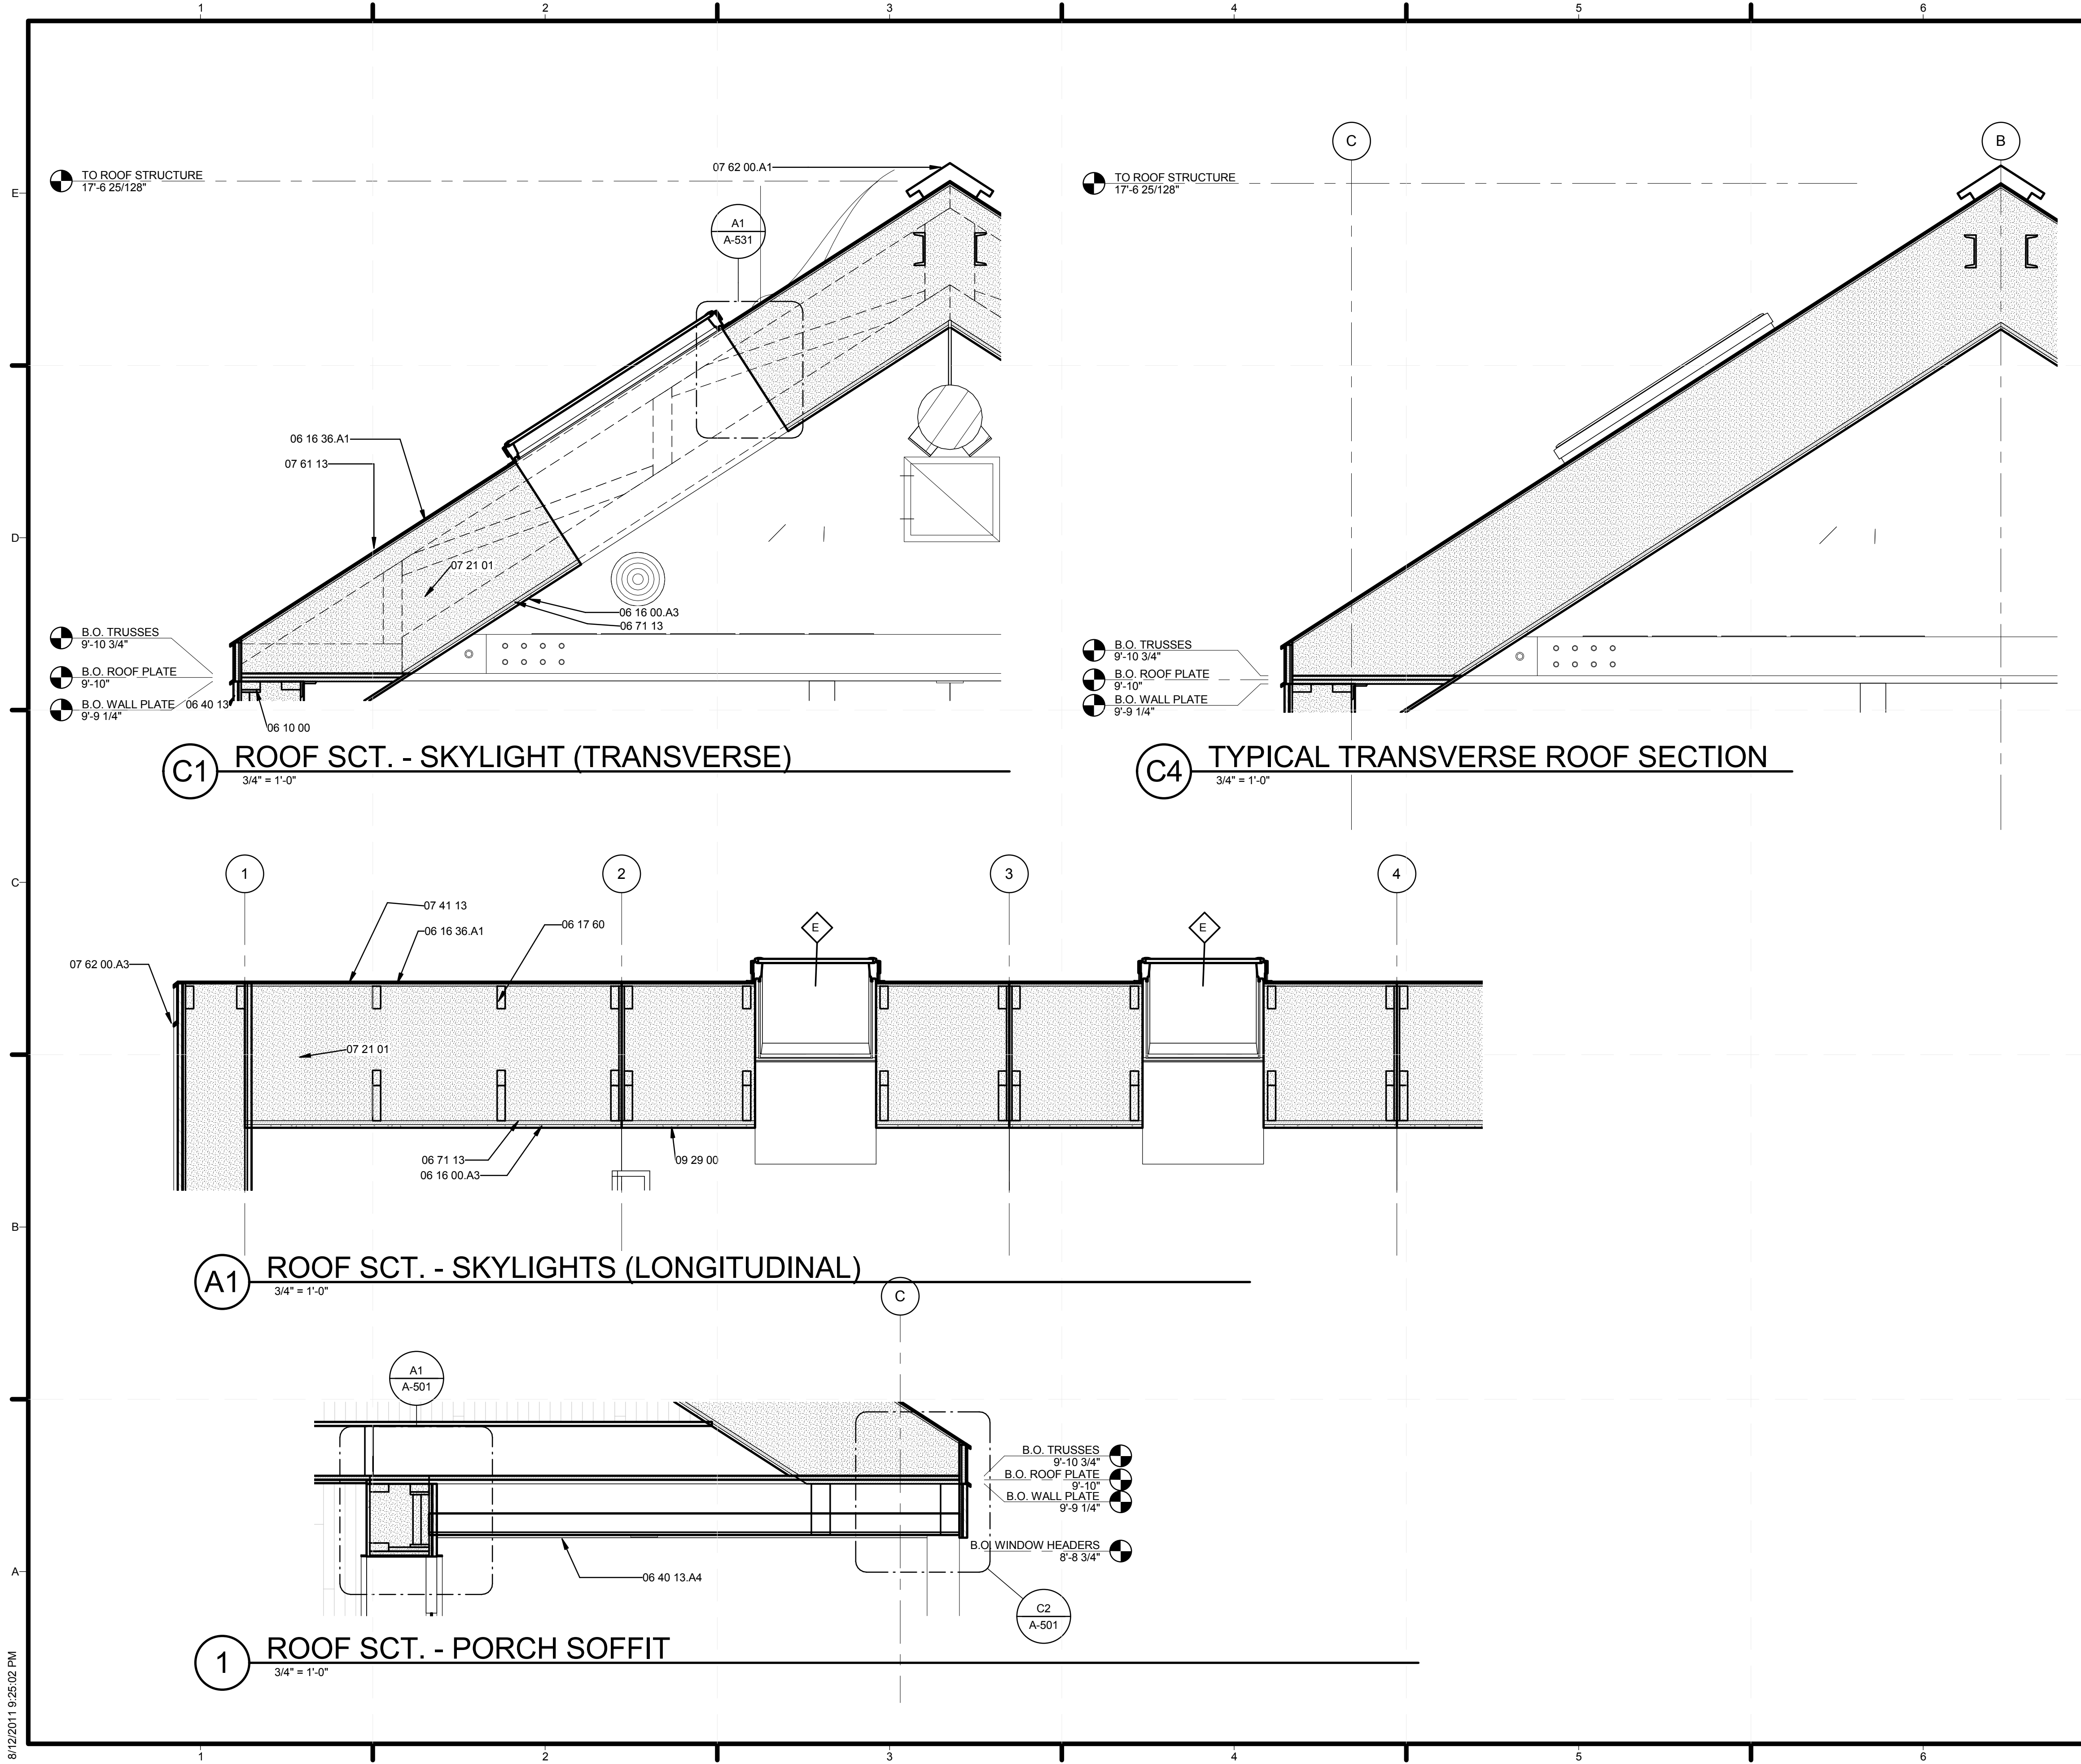 1 2 3 4 5 6
E
D
C
B
A
C
B
TO ROOF STRUCTURE
17'-6 25/128"
07 62 00.A1
A1
A-531
06 16 36.A1
07 61 13
07 21 01
06 16 00.A3
06 71 13
B.O. TRUSSES
9'-10 3/4"
B.O. ROOF PLATE
9'-10"
B.O. WALL PLATE
9'-9 1/4"
06 40 13
06 10 00
C1
ROOF SCT. - SKYLIGHT (TRANSVERSE)
3/4" = 1'-0"
TO ROOF STRUCTURE
17'-6 25/128"
B.O. TRUSSES
9'-10 3/4"
B.O. ROOF PLATE
9'-10"
B.O. WALL PLATE
9'-9 1/4"
C4
TYPICAL TRANSVERSE ROOF SECTION
3/4" = 1'-0"
1
2
3
4
07 41 13
06 16 36.A1
06 17 60
E
E
07 62 00.A3
07 21 01
06 71 13
06 16 00.A3
09 29 00
A1
ROOF SCT. - SKYLIGHTS (LONGITUDINAL)
3/4" = 1'-0"
C
A1
A-501
B.O. TRUSSES
9'-10 3/4"
B.O. ROOF PLATE
9'-10"
B.O. WALL PLATE
9'-9 1/4"
B.O. WINDOW HEADERS
8'-8 3/4"
06 40 13.A4
C2
A-501
1
ROOF SCT. - PORCH SOFFIT
3/4" = 1'-0"
8/12/2011 9:25:02 PM
1 2 3 4 5 6